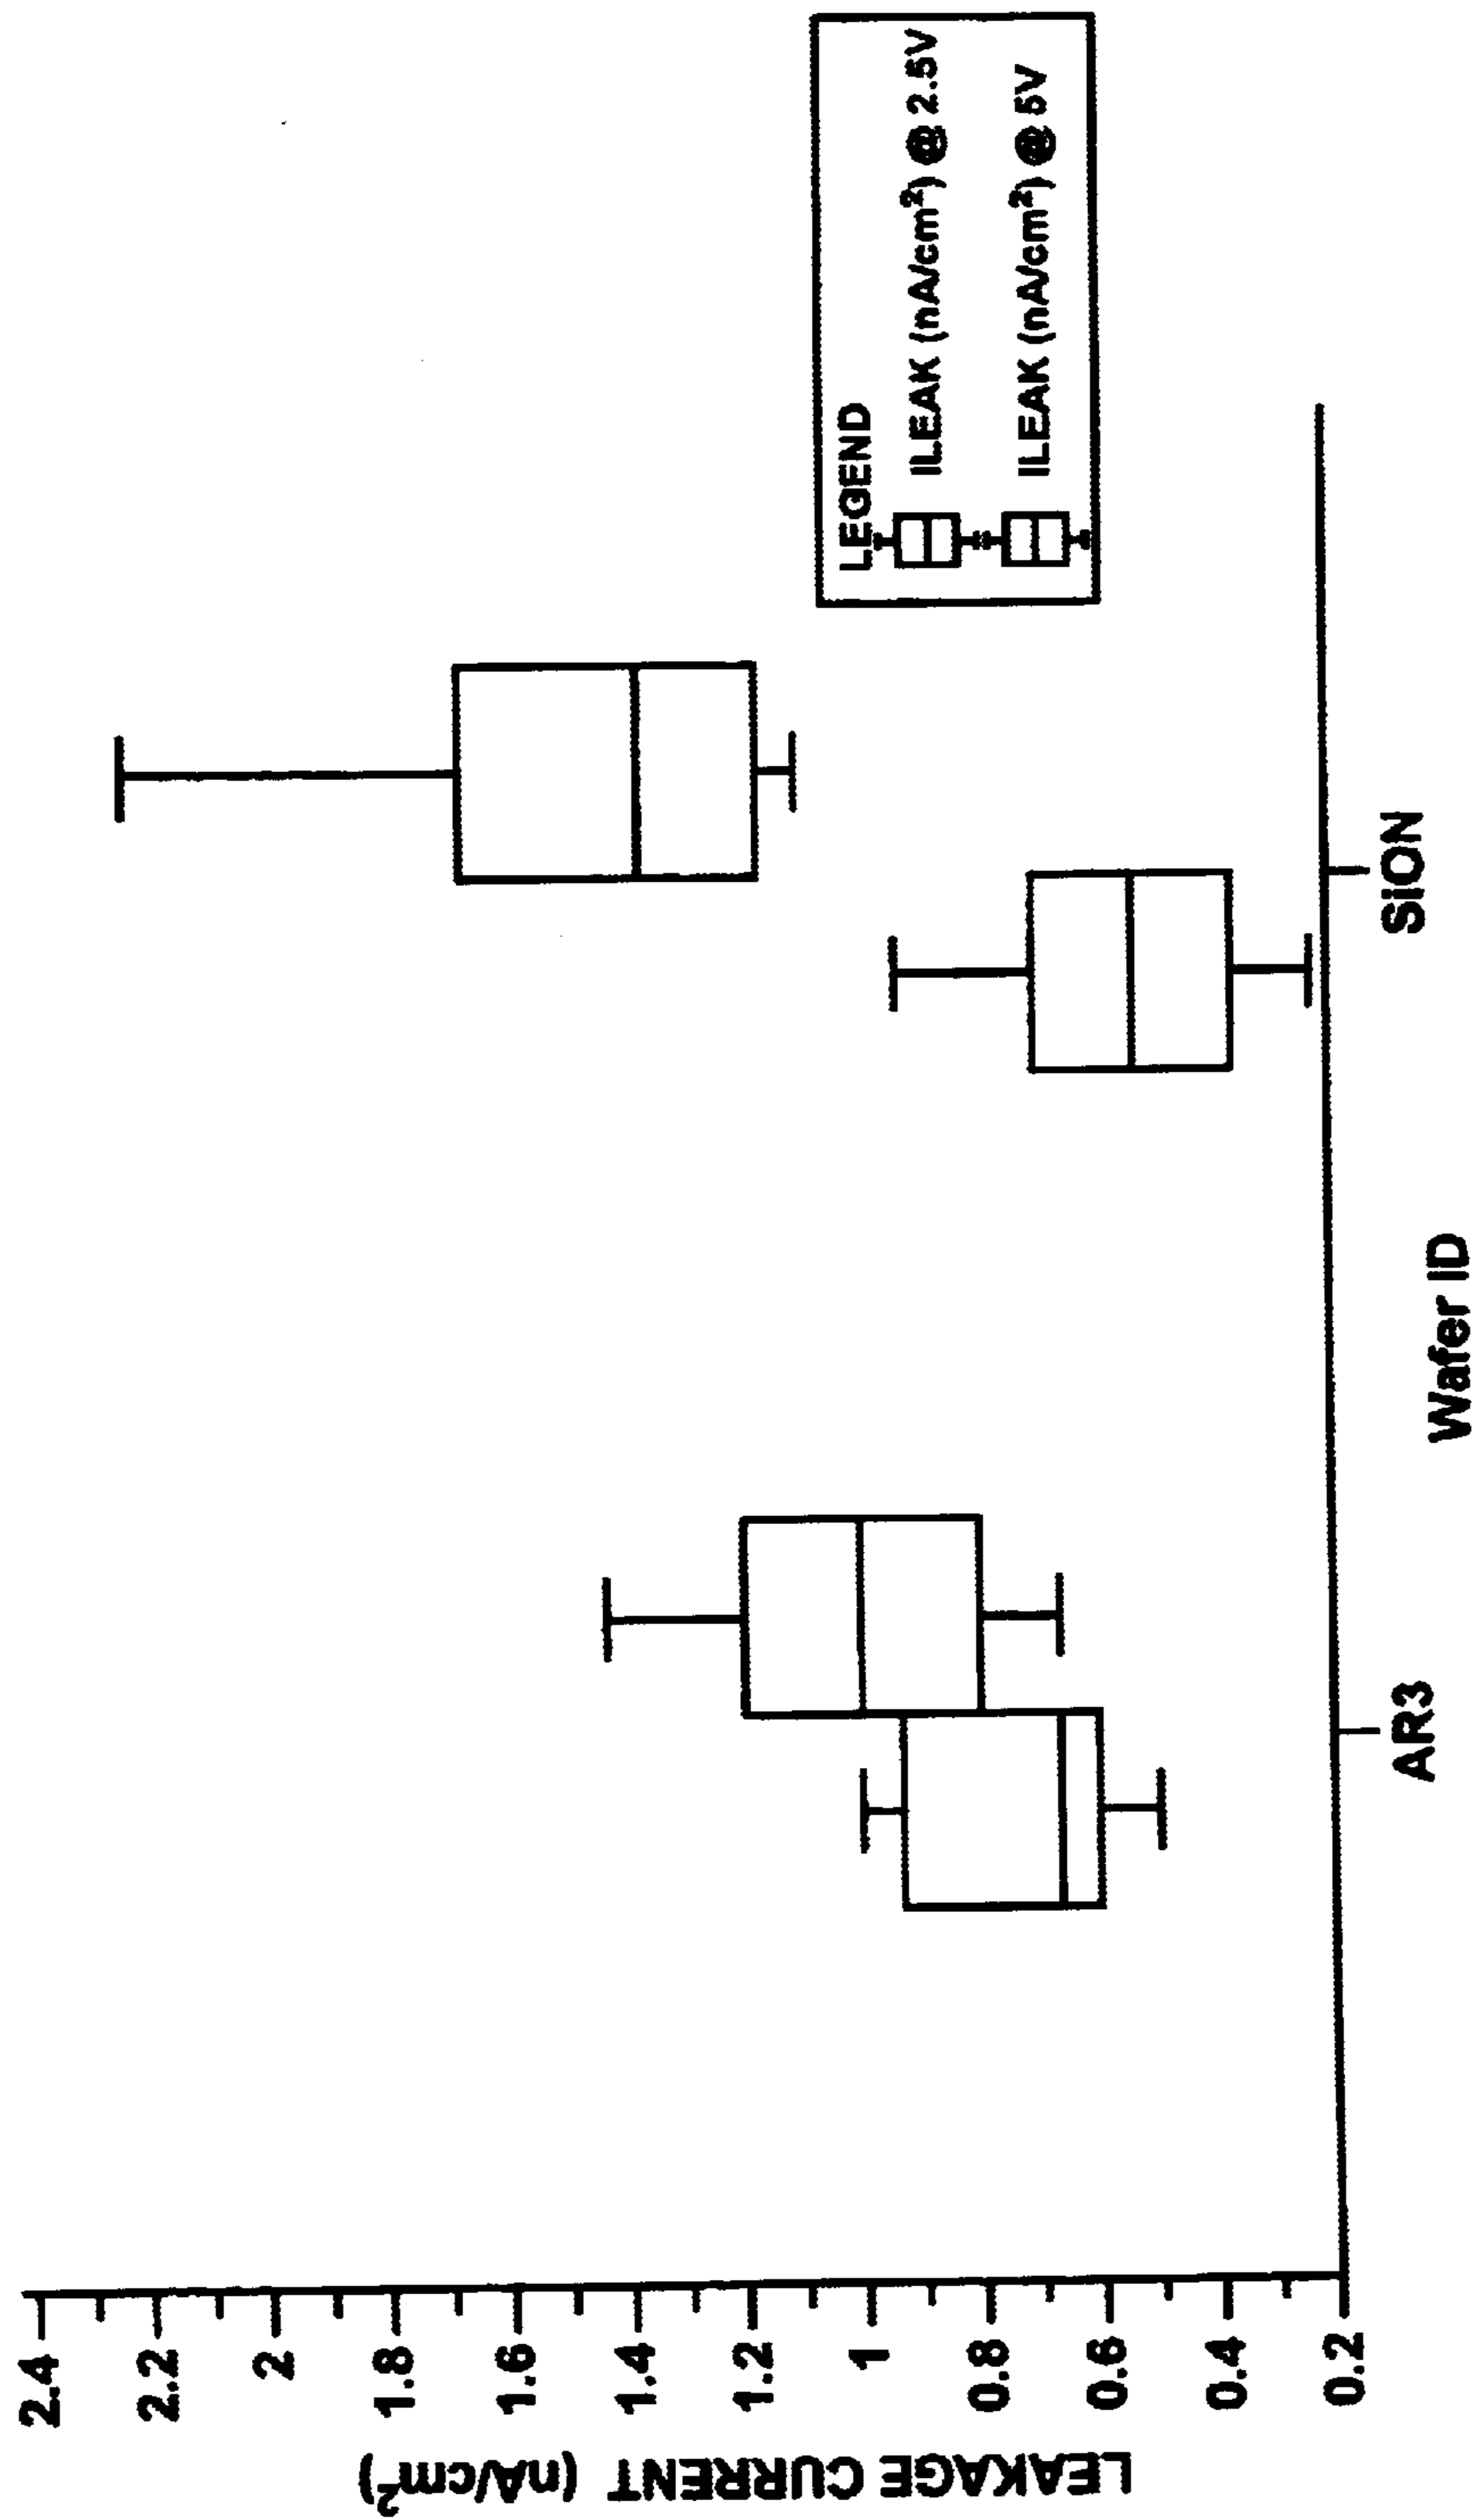 LEAKAGE CURRENT (nA/cm²)
2.4
2.2
2
1.8
1.6
1.4
1.2
1
0.8
0.6
0.4
0.2
AR3
SiON
Wafer ID
LEGEND
ILEAK (nA/cm²) @ 2.5V
ILEAK (nA/cm²) @ 5V